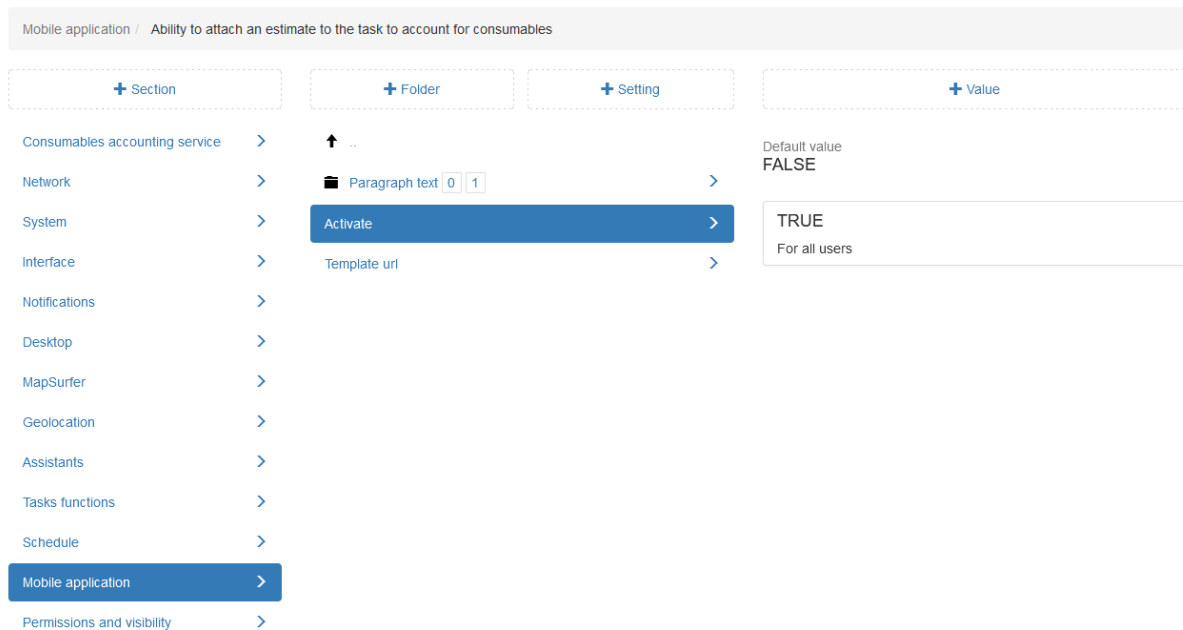 Mobile application / Ability to attach an estimate to the task to account for consumables
+ Section
+ Folder
+ Setting
+ Value
Consumables accounting service
Network
System
Interface
Notifications
Desktop
MapSurfer
Geolocation
Assistants
Tasks functions
Schedule
Mobile application
Permissions and visibility
..
Paragraph text 0 1
Activate
Template url
Default value
FALSE
TRUE
For all users